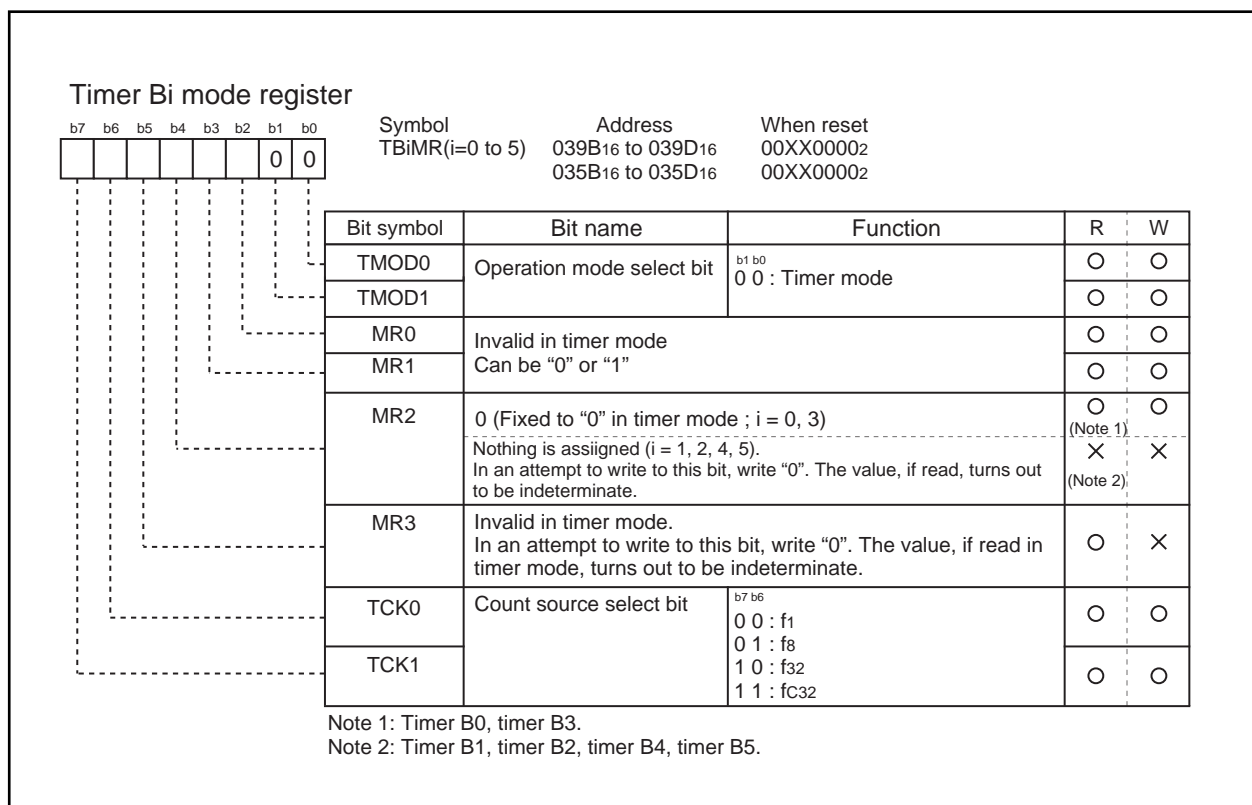 Timer Bi mode register
b7 b6 b5 b4 b3 b2 b1 b0
0 0
Symbol Address When reset
TBiMR(i=0 to 5) 039B16 to 039D16 00XX00002
035B16 to 035D16 00XX00002
Bit symbol Bit name Function R W
TMOD0 Operation mode select bit b1 b0
0 0 : Timer mode
TMOD1
MR0 Invalid in timer mode
MR1 Can be “0” or “1”
MR2 0 (Fixed to “0” in timer mode ; i = 0, 3)
(Note 1)
Nothing is assiigned (i = 1, 2, 4, 5).
In an attempt to write to this bit, write “0”. The value, if read, turns out
to be indeterminate.
(Note 2)
MR3 Invalid in timer mode.
In an attempt to write to this bit, write “0”. The value, if read in
timer mode, turns out to be indeterminate.
TCK0 Count source select bit b7 b6
0 0 : f1
0 1 : f8
TCK1 1 0 : f32
1 1 : fC32
Note 1: Timer B0, timer B3.
Note 2: Timer B1, timer B2, timer B4, timer B5.